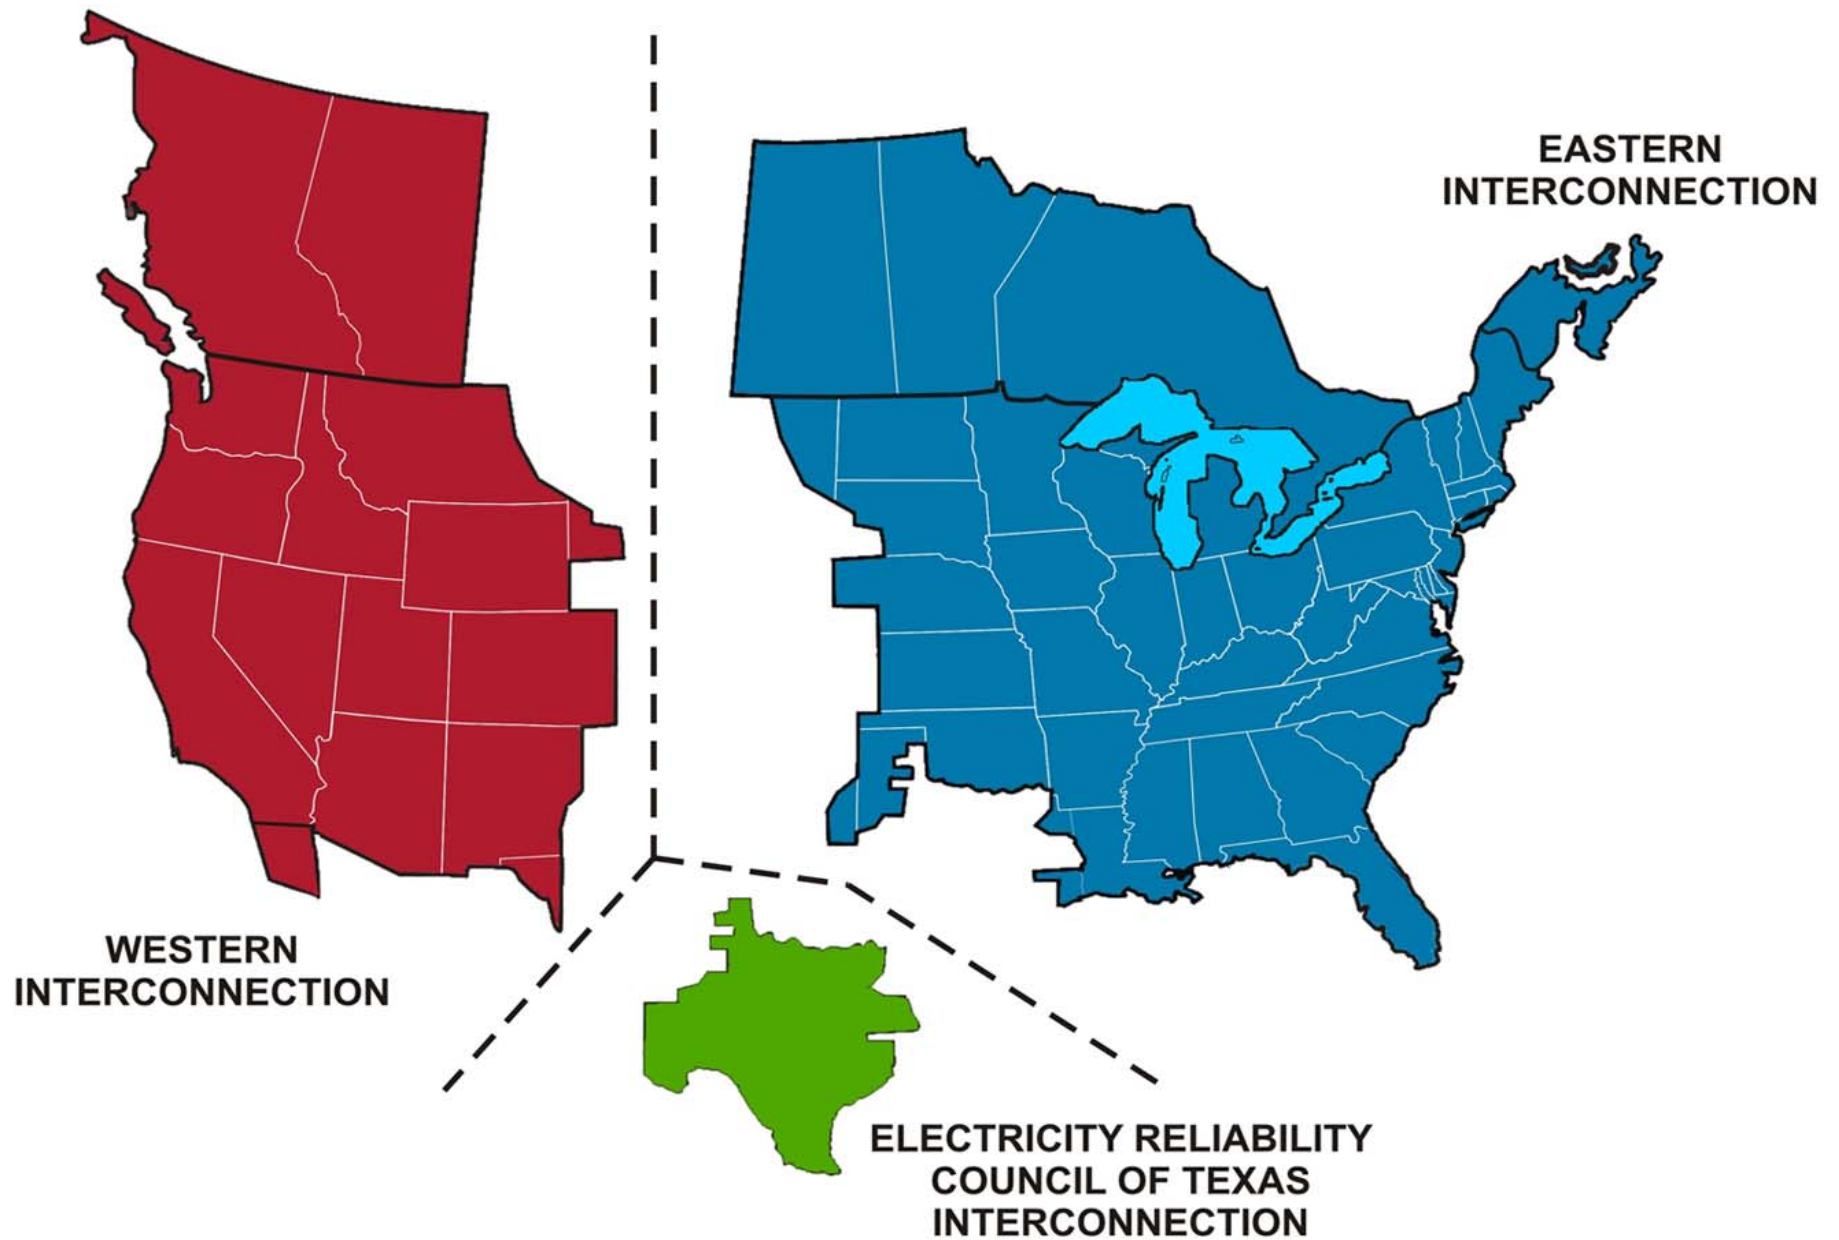 EASTERN
INTERCONNECTION
WESTERN
INTERCONNECTION
ELECTRICITY RELIABILITY
COUNCIL OF TEXAS
INTERCONNECTION